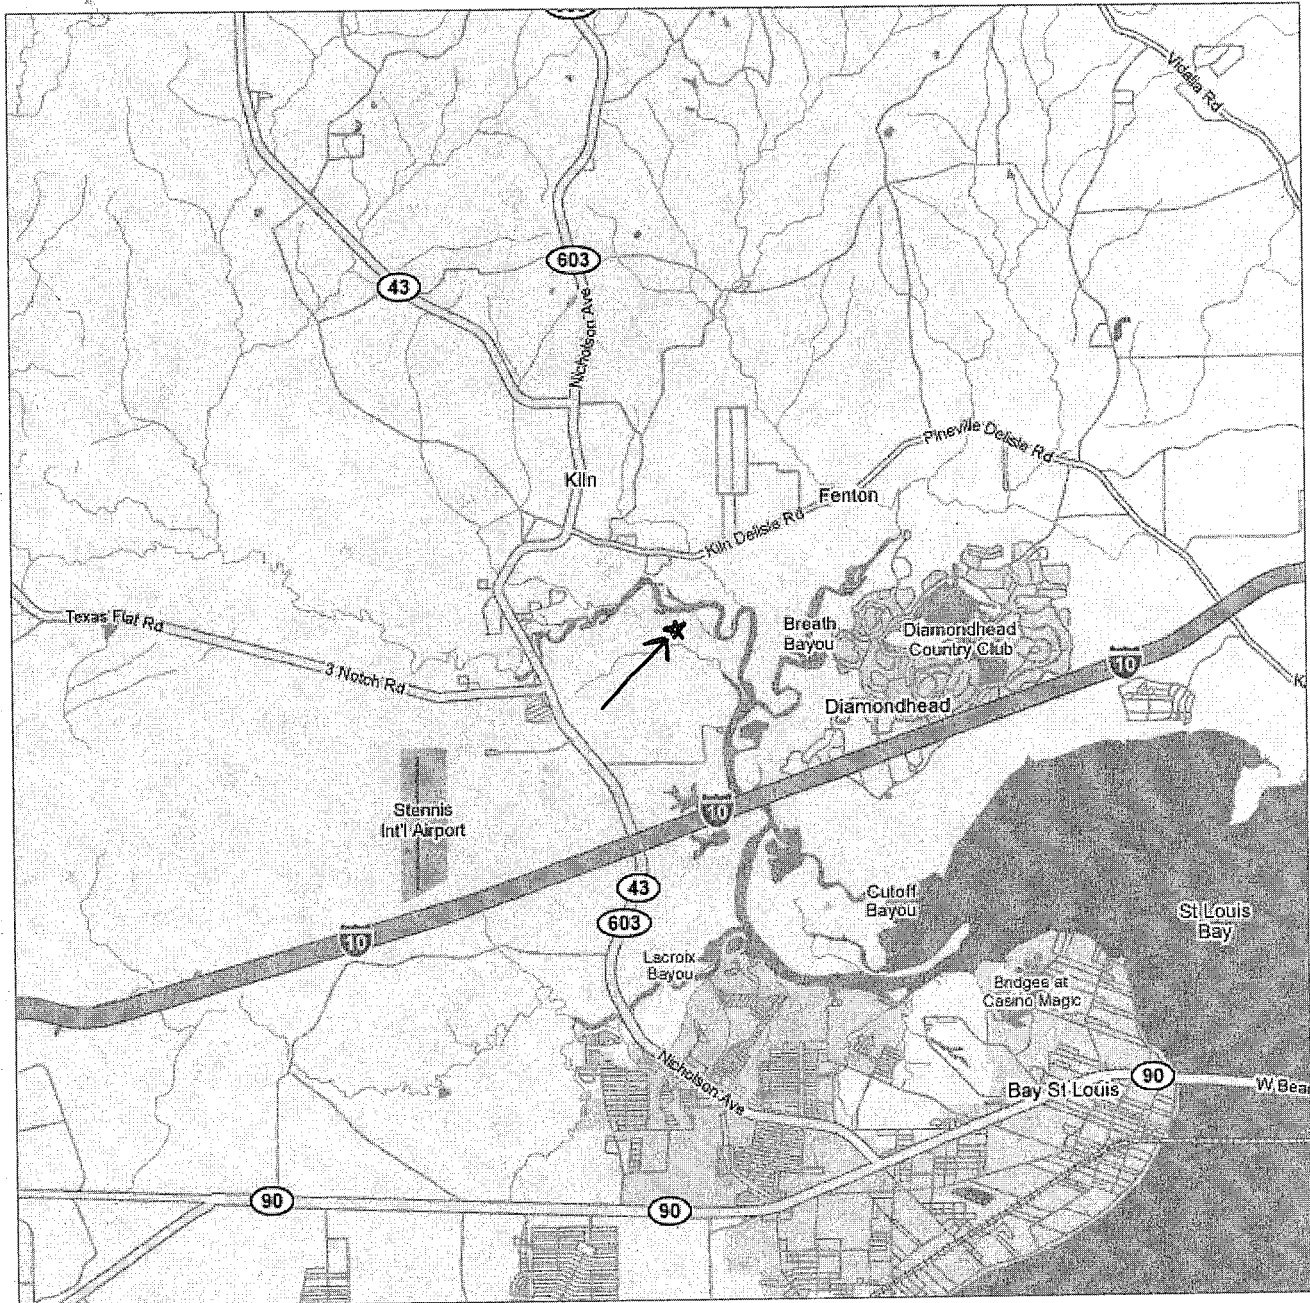 Vidalia Rd
603
43
Nicholson Ave
Pineville Delisle Rd
Kiln
Fenton
Kiln Delisle Rd
Texas Flat Rd
Breath
Bayou
Diamondhead
Country Club
10
3 Notch Rd
Diamondhead
10
Stennis
Int'l Airport
43
Cutoff
Bayou
603
St Louis
Bay
10
Lacroix
Bayou
Bridges at
Casino Magic
Nicholson Ave
90
Bay St Louis
W Bea
90
90